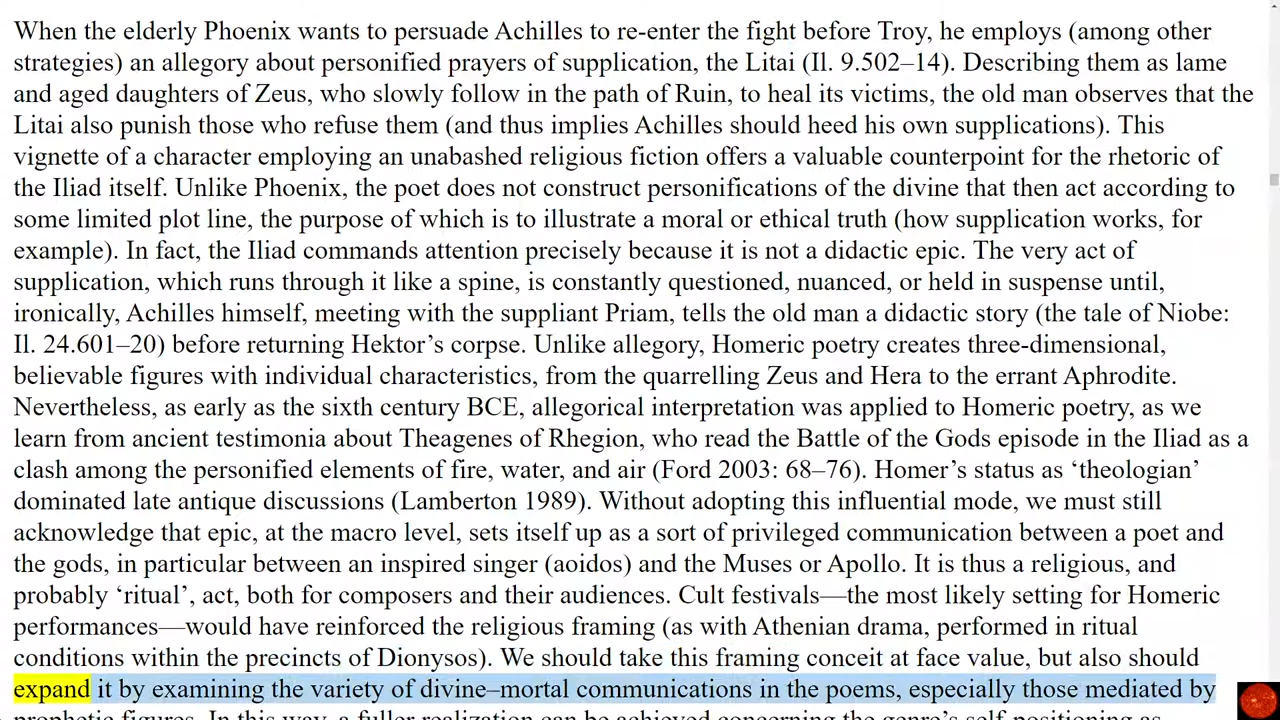 When the elderly Phoenix wants to persuade Achilles to re-enter the fight before Troy, he employs (among other
strategies) an allegory about personified prayers of supplication, the Litai (Il. 9.502–14). Describing them as lame
and aged daughters of Zeus, who slowly follow in the path of Ruin, to heal its victims, the old man observes that the
Litai also punish those who refuse them (and thus implies Achilles should heed his own supplications). This
vignette of a character employing an unabashed religious fiction offers a valuable counterpoint for the rhetoric of
the Iliad itself. Unlike Phoenix, the poet does not construct personifications of the divine that then act according to
some limited plot line, the purpose of which is to illustrate a moral or ethical truth (how supplication works, for
example). In fact, the Iliad commands attention precisely because it is not a didactic epic. The very act of
supplication, which runs through it like a spine, is constantly questioned, nuanced, or held in suspense until,
ironically, Achilles himself, meeting with the suppliant Priam, tells the old man a didactic story (the tale of Niobe:
Il. 24.601–20) before returning Hektor’s corpse. Unlike allegory, Homeric poetry creates three-dimensional,
believable figures with individual characteristics, from the quarrelling Zeus and Hera to the errant Aphrodite.
Nevertheless, as early as the sixth century BCE, allegorical interpretation was applied to Homeric poetry, as we
learn from ancient testimonia about Theagenes of Rhegion, who read the Battle of the Gods episode in the Iliad as a
clash among the personified elements of fire, water, and air (Ford 2003: 68–76). Homer’s status as ‘theologian’
dominated late antique discussions (Lamberton 1989). Without adopting this influential mode, we must still
acknowledge that epic, at the macro level, sets itself up as a sort of privileged communication between a poet and
the gods, in particular between an inspired singer (aoidos) and the Muses or Apollo. It is thus a religious, and
probably ‘ritual’, act, both for composers and their audiences. Cult festivals—the most likely setting for Homeric
performances—would have reinforced the religious framing (as with Athenian drama, performed in ritual
conditions within the precincts of Dionysos). We should take this framing conceit at face value, but also should
expand it by examining the variety of divine–mortal communications in the poems, especially those mediated by
prophetic figures. In this way, a fuller realization can be achieved concerning the genre’s self-positioning as